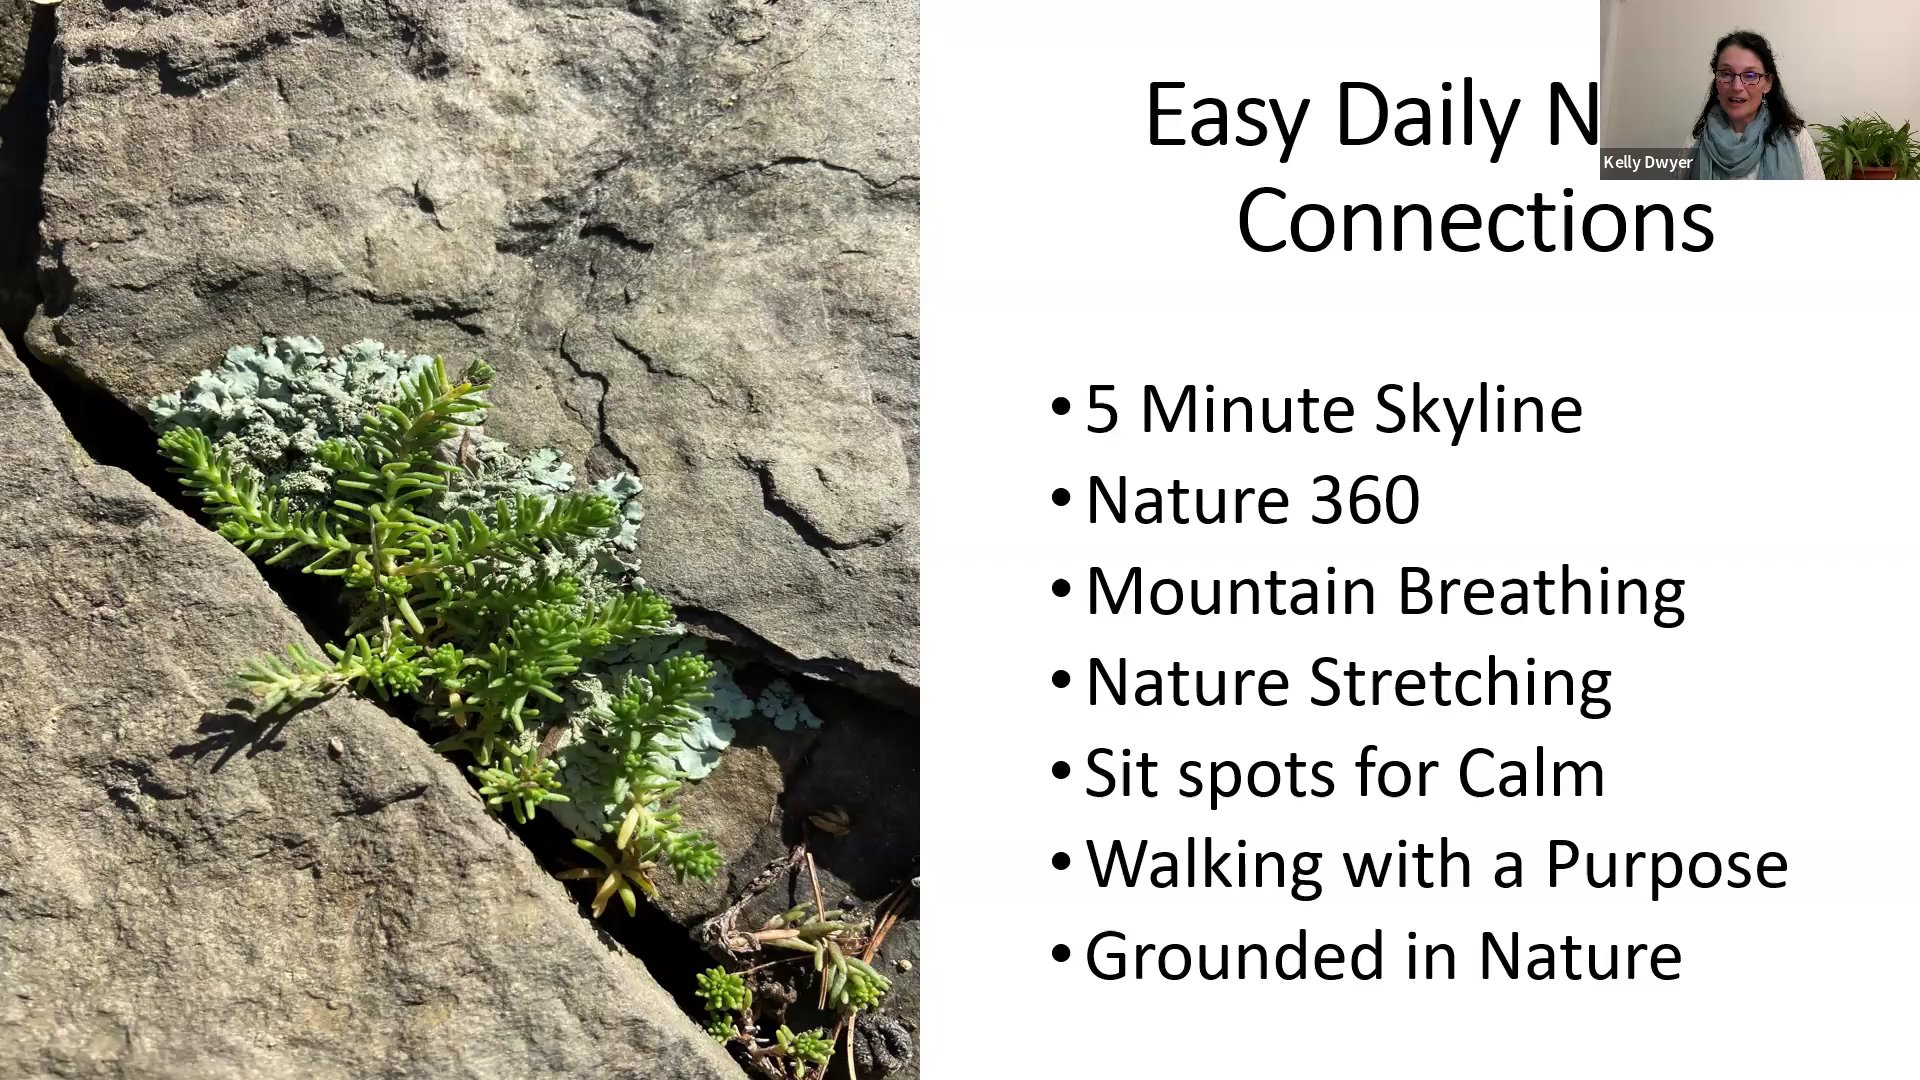 Easy Daily N
Connections
Kelly Dwyer
• 5 Minute Skyline
• Nature 360
• Mountain Breathing
• Nature Stretching
• Sit spots for Calm
• Walking with a Purpose
• Grounded in Nature